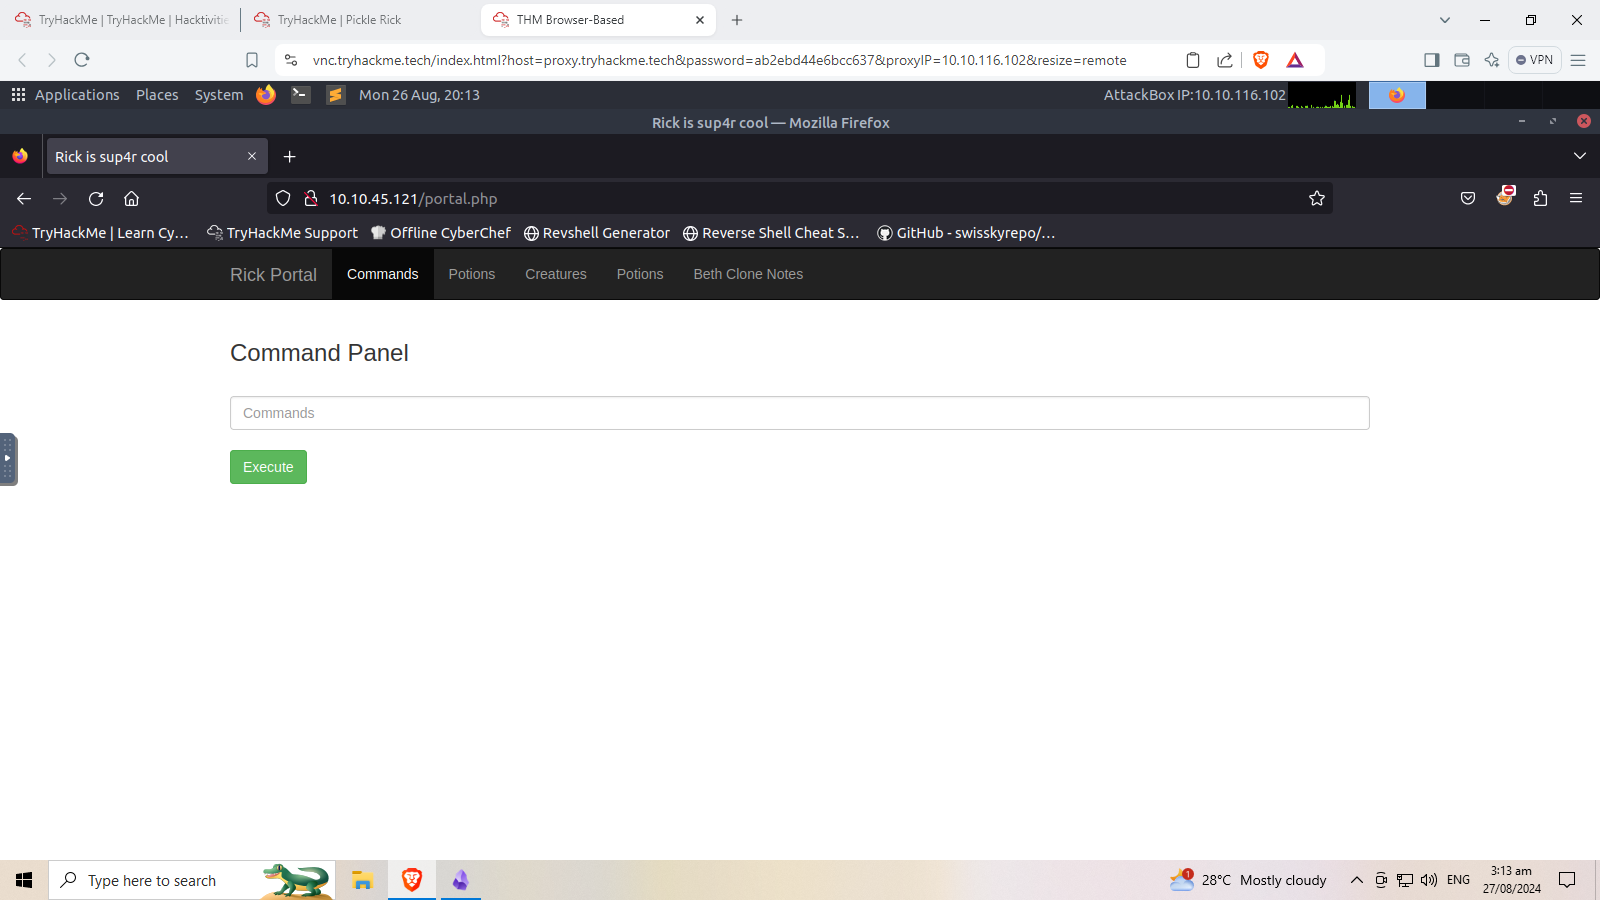 TryHackMe | TryHackMe | Hacktivitie
TryHackMe | Pickle Rick
THM Browser-Based
vnc.tryhackme.tech/index.html?host=proxy.tryhackme.tech&password=ab2ebd44e6bcc637&proxyIP=10.10.116.102&resize=remote
VPN
Applications Places System Mon 26 Aug, 20:13 AttackBox IP:10.10.116.102
Rick is sup4r cool — Mozilla Firefox
Rick is sup4r cool
10.10.45.121/portal.php
TryHackMe | Learn Cy… TryHackMe Support Offline CyberChef Revshell Generator Reverse Shell Cheat S… GitHub - swisskyrepo/…
Rick Portal Commands Potions Creatures Potions Beth Clone Notes
Command Panel
Commands
Execute
Type here to search
1
28°C Mostly cloudy
ENG
3:13 am
27/08/2024